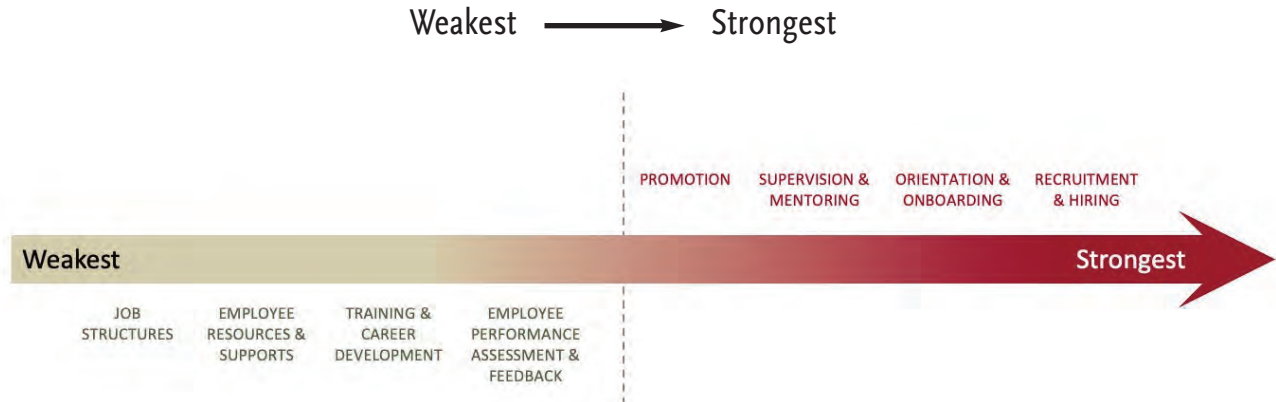 Weakest Strongest
PROMOTION
SUPERVISION &
MENTORING
ORIENTATION &
ONBOARDING
RECRUITMENT
& HIRING
Weakest
Strongest
JOB
STRUCTURES
EMPLOYEE
RESOURCES &
SUPPORTS
TRAINING &
CAREER
DEVELOPMENT
EMPLOYEE
PERFORMANCE
ASSESSMENT &
FEEDBACK